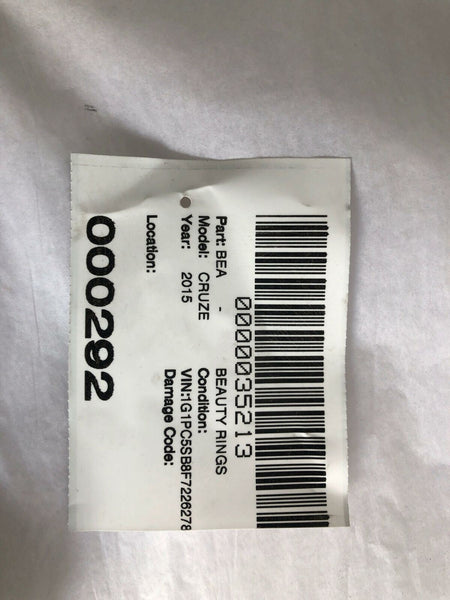 0000035213
Part: BEA - BEAUTY RINGS
Model: CRUZE Condition:
Year: 2015 VIN:1G1PC5SB8F7226278
Damage Code:
Location:
000292